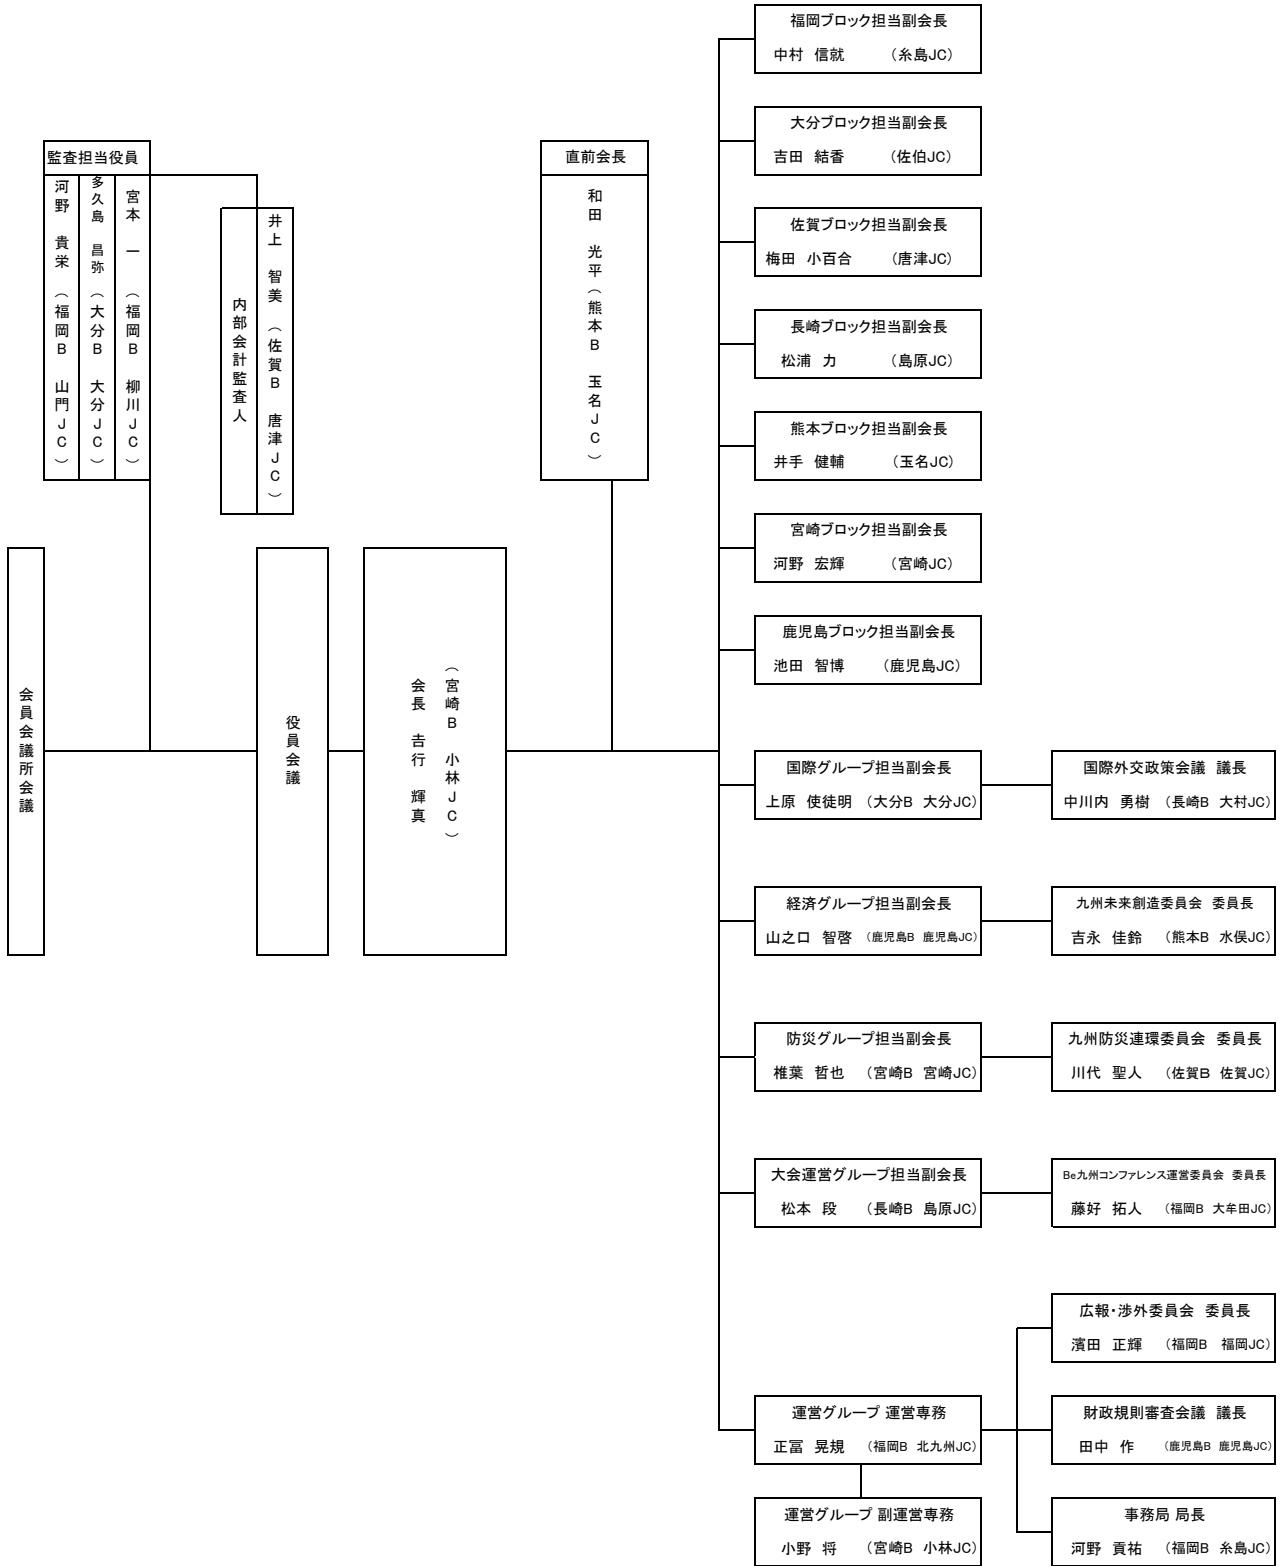 福岡ブロック担当副会長
中村 信就 （糸島JC）
大分ブロック担当副会長
吉田 結香 （佐伯JC）
佐賀ブロック担当副会長
梅田 小百合 （唐津JC）
長崎ブロック担当副会長
松浦 力 （島原JC）
熊本ブロック担当副会長
井手 健輔 （玉名JC）
宮崎ブロック担当副会長
河野 宏輝 （宮崎JC）
鹿児島ブロック担当副会長
池田 智博 （鹿児島JC）
監査担当役員
宮本 一 （福岡B 柳川JC）
多久島 昌弥 （大分B 大分JC）
河野 貴栄 （福岡B 山門JC）
井上 智美 （佐賀B 唐津JC）
内部会計監査人
直前会長
和田 光平（熊本B 玉名JC）
会員会議所会議
役員会議
（宮崎B 小林JC）
会長 吉行 輝真
国際グループ担当副会長
上原 使徒明 （大分B 大分JC）
国際外交政策会議 議長
中川内 勇樹 （長崎B 大村JC）
経済グループ担当副会長
山之口 智啓 （鹿児島B 鹿児島JC）
九州未来創造委員会 委員長
吉永 佳鈴 （熊本B 水俣JC）
防災グループ担当副会長
椎葉 哲也 （宮崎B 宮崎JC）
九州防災連環委員会 委員長
川代 聖人 （佐賀B 佐賀JC）
大会運営グループ担当副会長
松本 段 （長崎B 島原JC）
Be九州コンファレンス運営委員会 委員長
藤好 拓人 （福岡B 大牟田JC）
広報・渉外委員会 委員長
濱田 正輝 （福岡B 福岡JC）
運営グループ 運営専務
正冨 晃規 （福岡B 北九州JC）
財政規則審査会議 議長
田中 作 （鹿児島B 鹿児島JC）
運営グループ 副運営専務
小野 将 （宮崎B 小林JC）
事務局 局長
河野 貢祐 （福岡B 糸島JC）